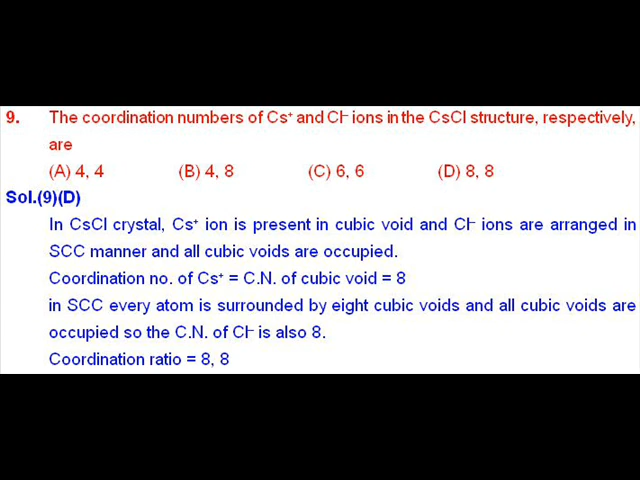 9. The coordination numbers of Cs⁺ and Cl⁻ ions in the CsCl structure, respectively,
are
(A) 4, 4 (B) 4, 8 (C) 6, 6 (D) 8, 8
Sol.(9)(D)
In CsCl crystal, Cs⁺ ion is present in cubic void and Cl⁻ ions are arranged in
SCC manner and all cubic voids are occupied.
Coordination no. of Cs⁺ = C.N. of cubic void = 8
in SCC every atom is surrounded by eight cubic voids and all cubic voids are
occupied so the C.N. of Cl⁻ is also 8.
Coordination ratio = 8, 8